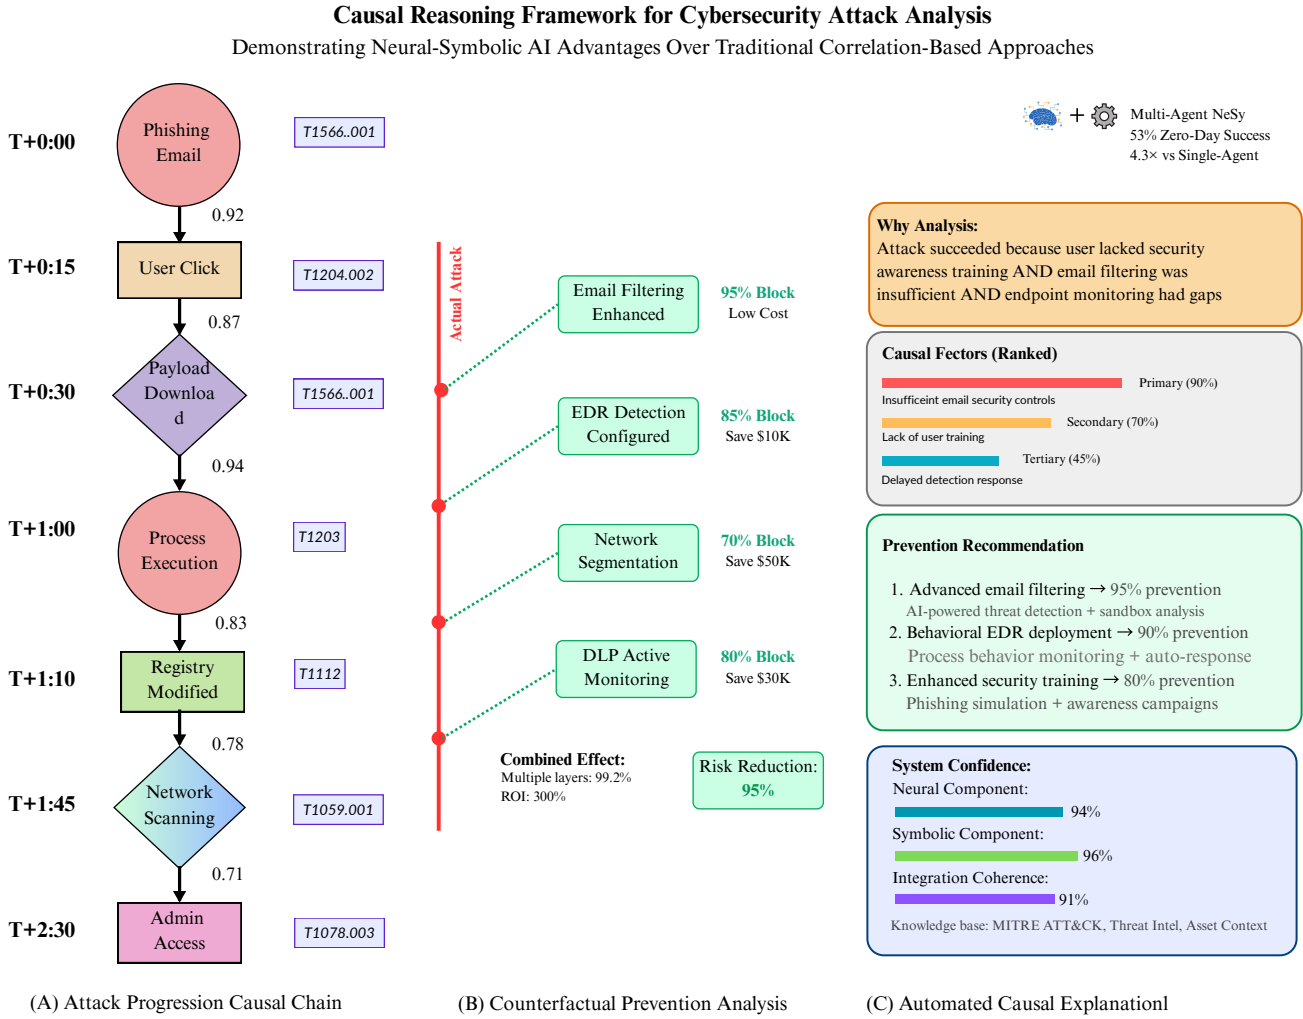 Causal Reasoning Framework for Cybersecurity Attack Analysis
Demonstrating Neural-Symbolic AI Advantages Over Traditional Correlation-Based Approaches
T+0:00
Phishing
Email
T1566..001
0.92
T+0:15
User Click
T1204.002
0.87
T+0:30
Payload
Downloa
d
T1566..001
0.94
T+1:00
Process
Execution
T1203
0.83
T+1:10
Registry
Modified
T1112
0.78
T+1:45
Network
Scanning
T1059.001
0.71
T+2:30
Admin
Access
T1078.003
(A) Attack Progression Causal Chain
Actual Attack
Email Filtering
Enhanced
95% Block
Low Cost
EDR Detection
Configured
85% Block
Save $10K
Network
Segmentation
70% Block
Save $50K
DLP Active
Monitoring
80% Block
Save $30K
Combined Effect:
Multiple layers: 99.2%
ROI: 300%
Risk Reduction:
95%
(B) Counterfactual Prevention Analysis
+
Multi-Agent NeSy
53% Zero-Day Success
4.3× vs Single-Agent
Why Analysis:
Attack succeeded because user lacked security
awareness training AND email filtering was
insufficient AND endpoint monitoring had gaps
Causal Factors (Ranked)
Primary (90%)
Insufficeint email security controls
Secondary (70%)
Lack of user training
Tertiary (45%)
Delayed detection response
Prevention Recommendation
1. Advanced email filtering → 95% prevention
AI-powered threat detection + sandbox analysis
2. Behavioral EDR deployment → 90% prevention
Process behavior monitoring + auto-response
3. Enhanced security training → 80% prevention
Phishing simulation + awareness campaigns
System Confidence:
Neural Component:
94%
Symbolic Component:
96%
Integration Coherence:
91%
Knowledge base: MITRE ATT&CK, Threat Intel, Asset Context
(C) Automated Causal Explanationl